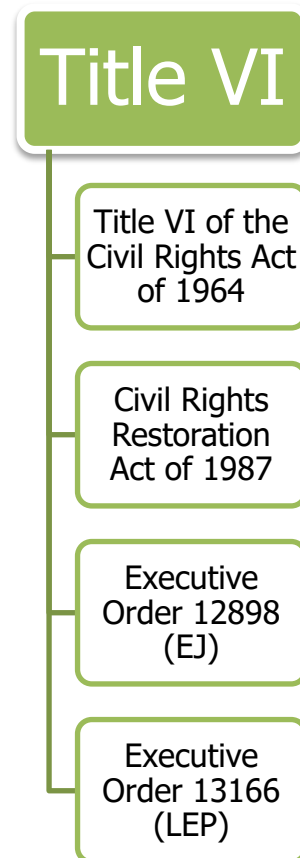 Title VI
Title VI of the
Civil Rights Act
of 1964
Civil Rights
Restoration
Act of 1987
Executive
Order 12898
(EJ)
Executive
Order 13166
(LEP)